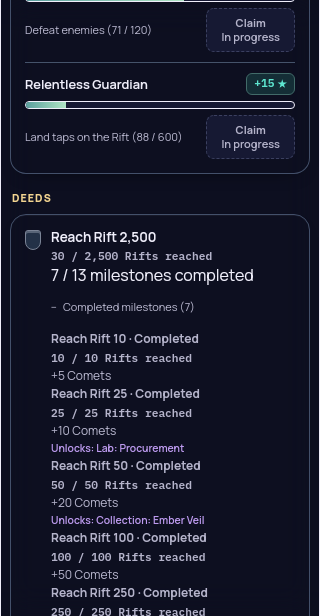 Defeat enemies (71 / 120)
Claim
In progress
Relentless Guardian
+15 ★
Land taps on the Rift (88 / 600)
Claim
In progress
DEEDS
Reach Rift 2,500
30 / 2,500 Rifts reached
7 / 13 milestones completed
– Completed milestones (7)
Reach Rift 10 · Completed
10 / 10 Rifts reached
+5 Comets
Reach Rift 25 · Completed
25 / 25 Rifts reached
+10 Comets
Unlocks: Lab: Procurement
Reach Rift 50 · Completed
50 / 50 Rifts reached
+20 Comets
Unlocks: Collection: Ember Veil
Reach Rift 100 · Completed
100 / 100 Rifts reached
+50 Comets
Reach Rift 250 · Completed
250 / 250 Rifts reached